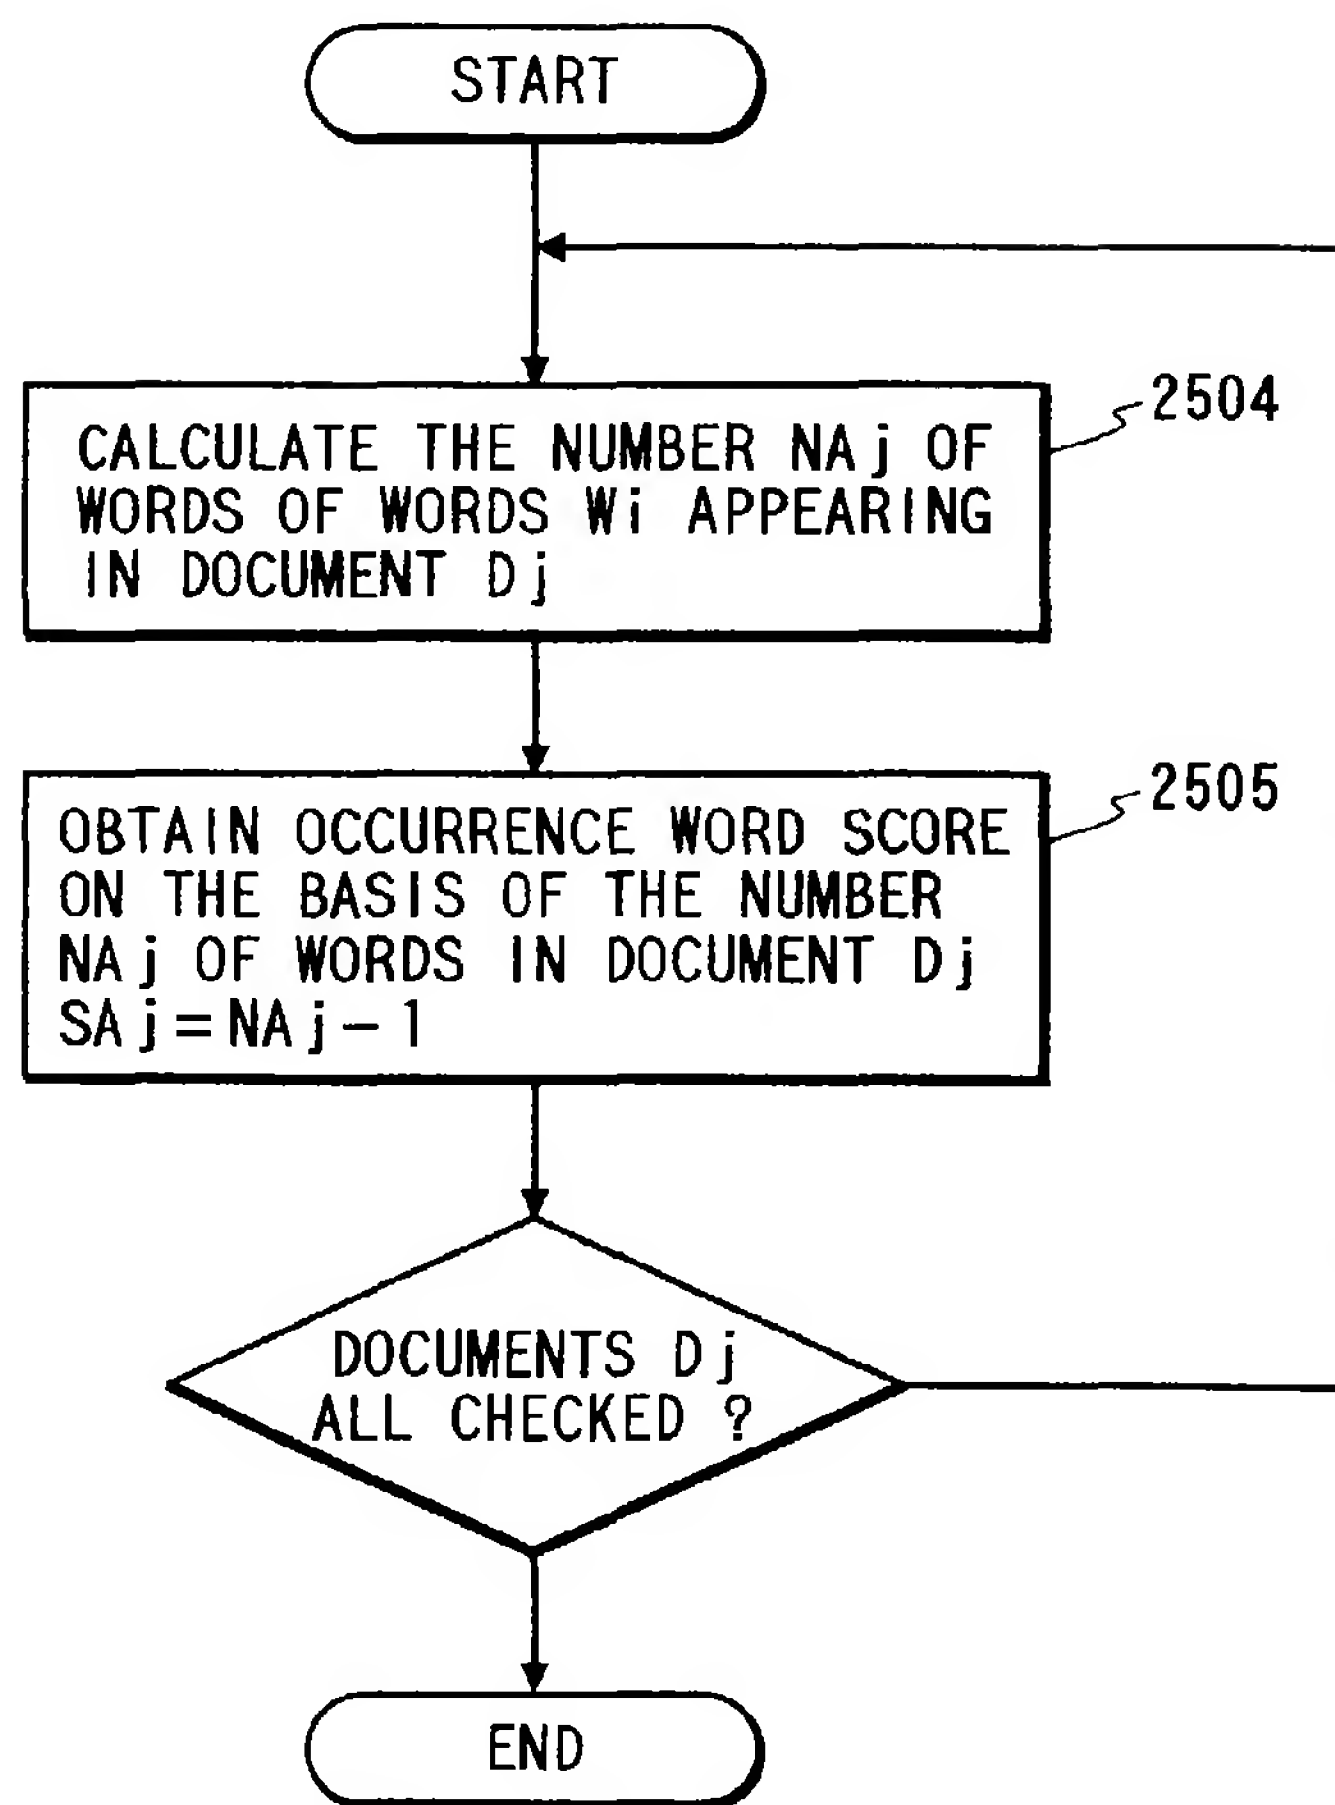 START
2504
CALCULATE THE NUMBER NAj OF
WORDS OF WORDS Wi APPEARING
IN DOCUMENT Dj
2505
OBTAIN OCCURRENCE WORD SCORE
ON THE BASIS OF THE NUMBER
NAj OF WORDS IN DOCUMENT Dj
SAj=NAj-1
DOCUMENTS Dj
ALL CHECKED ?
END